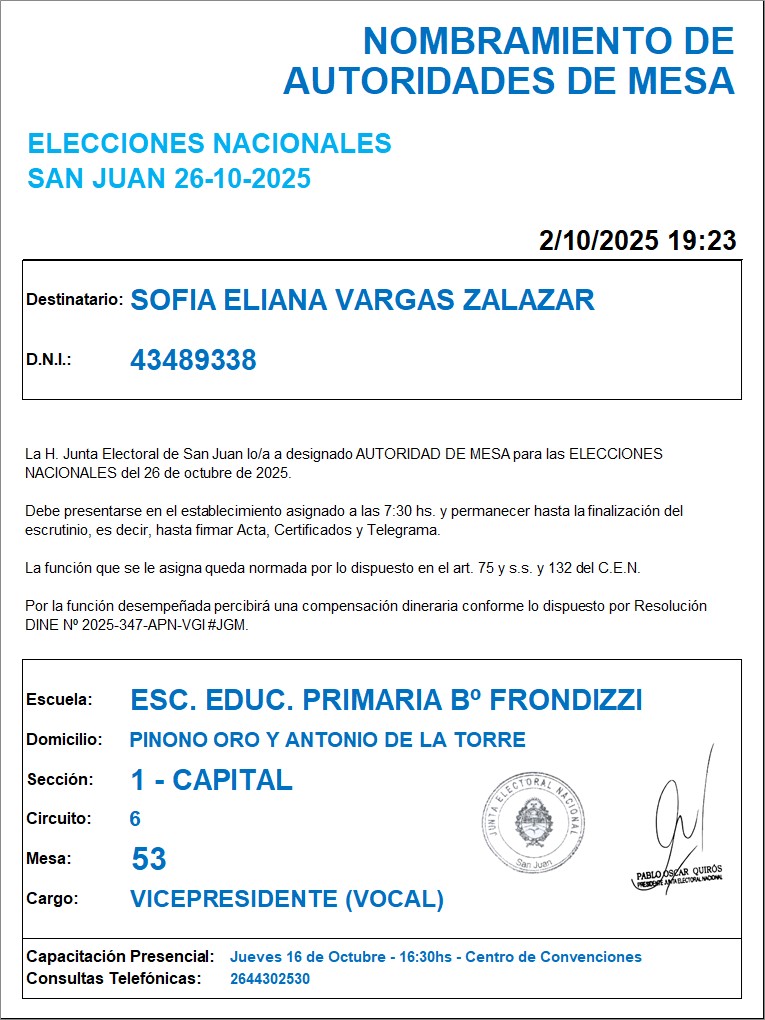 NOMBRAMIENTO DE
AUTORIDADES DE MESA
ELECCIONES NACIONALES
SAN JUAN 26-10-2025
2/10/2025 19:23
Destinatario: SOFIA ELIANA VARGAS ZALAZAR
D.N.I.: 43489338
La H. Junta Electoral de San Juan lo/a a designado AUTORIDAD DE MESA para las ELECCIONES
NACIONALES del 26 de octubre de 2025.
Debe presentarse en el establecimiento asignado a las 7:30 hs. y permanecer hasta la finalización del
escrutinio, es decir, hasta firmar Acta, Certificados y Telegrama.
La función que se le asigna queda normada por lo dispuesto en el art. 75 y s.s. y 132 del C.E.N.
Por la función desempeñada percibirá una compensación dineraria conforme lo dispuesto por Resolución
DINE Nº 2025-347-APN-VGI#JGM.
Escuela: ESC. EDUC. PRIMARIA Bº FRONDIZZI
Domicilio: PINONO ORO Y ANTONIO DE LA TORRE
Sección: 1 - CAPITAL
Circuito: 6
Mesa: 53
Cargo: VICEPRESIDENTE (VOCAL)
JUNTA ELECTORAL NACIONAL
San Juan
PABLO OSCAR QUIRÓS
PRESIDENTE JUNTA ELECTORAL NACIONAL
Capacitación Presencial: Jueves 16 de Octubre - 16:30hs - Centro de Convenciones
Consultas Telefónicas: 2644302530